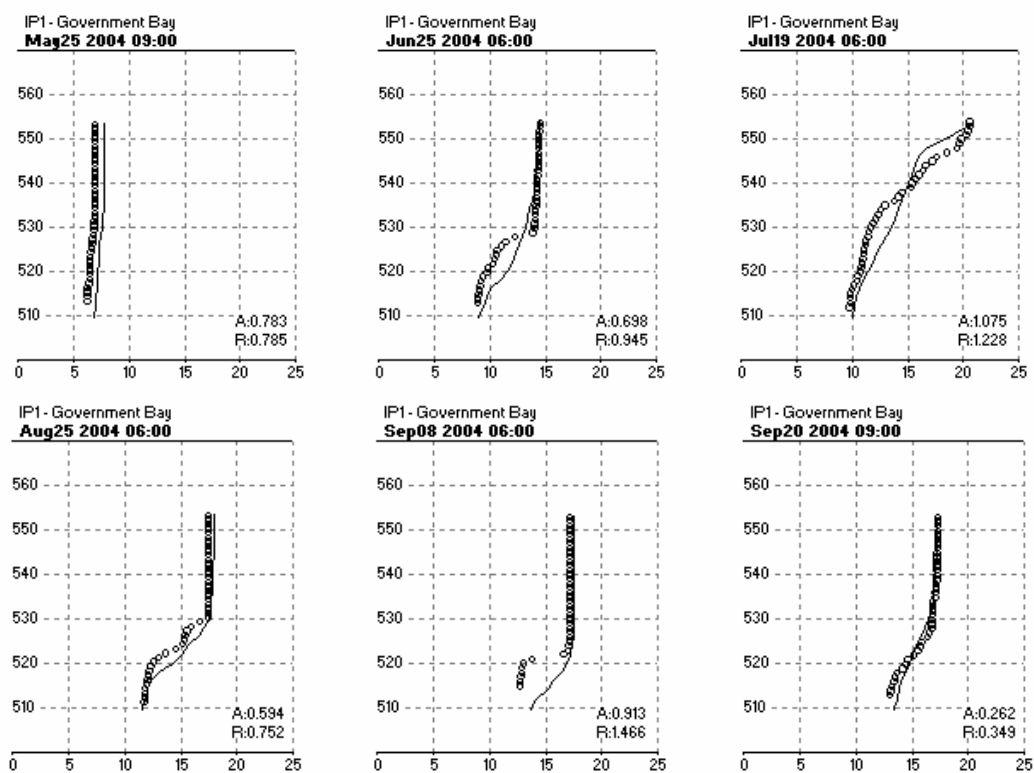 IP1 - Government Bay
May25 2004 09:00
560
550
540
530
520
510
A:0.783
R:0.785
0 5 10 15 20 25
IP1 - Government Bay
Jun25 2004 06:00
560
550
540
530
520
510
A:0.698
R:0.945
0 5 10 15 20 25
IP1 - Government Bay
Jul19 2004 06:00
560
550
540
530
520
510
A:1.075
R:1.228
0 5 10 15 20 25
IP1 - Government Bay
Aug25 2004 06:00
560
550
540
530
520
510
A:0.594
R:0.752
0 5 10 15 20 25
IP1 - Government Bay
Sep08 2004 06:00
560
550
540
530
520
510
A:0.913
R:1.466
0 5 10 15 20 25
IP1 - Government Bay
Sep20 2004 09:00
560
550
540
530
520
510
A:0.262
R:0.349
0 5 10 15 20 25